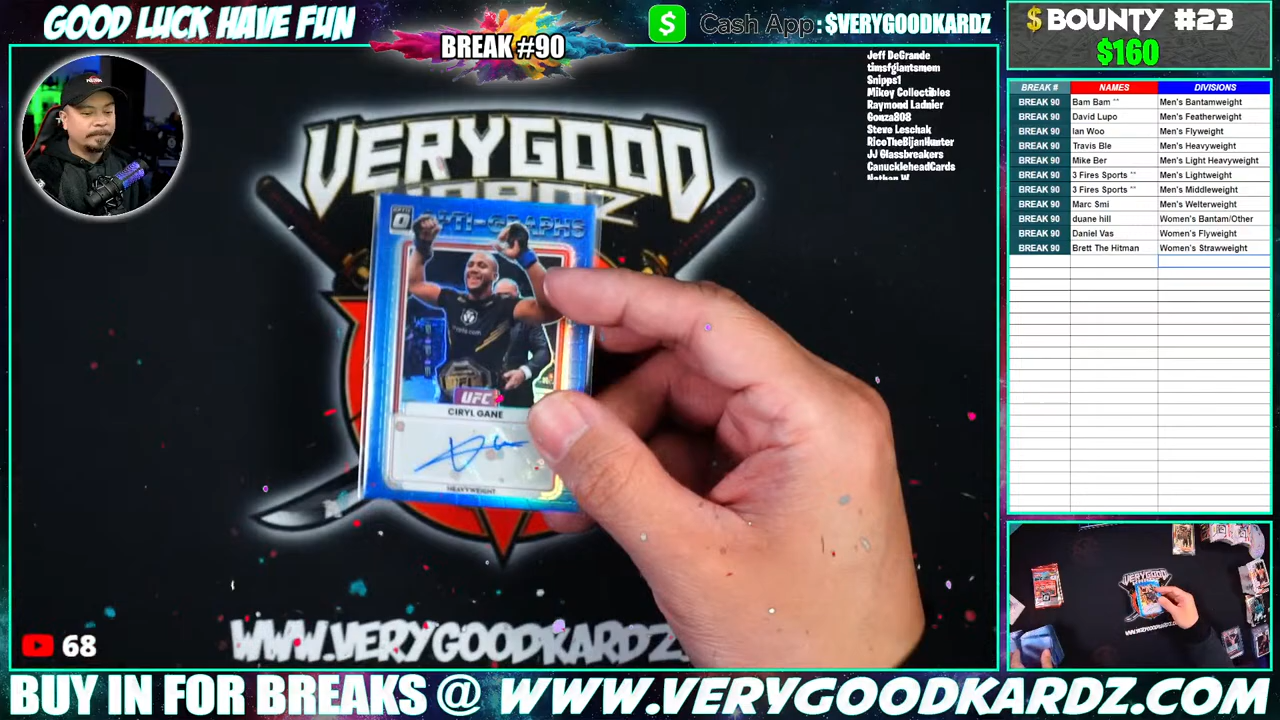 GOOD LUCK HAVE FUN
BREAK #90
Cash App: $VERYGOODKARDZ
$ BOUNTY #23
$160
Jeff DeGrande
timsfgiantsmom
Snipps1
Mikey Collectibles
Raymond Ladnier
Gonza808
Steve Leschak
RicoTheBijanHunter
JJ Glassbreakers
CanuckleheadCards
Nathan W
BREAK # NAMES DIVISIONS
BREAK 90 Bam Bam ** Men's Bantamweight
BREAK 90 David Lupo Men's Featherweight
BREAK 90 Ian Woo Men's Flyweight
BREAK 90 Travis Ble Men's Heavyweight
BREAK 90 Mike Ber Men's Light Heavyweight
BREAK 90 3 Fires Sports ** Men's Lightweight
BREAK 90 3 Fires Sports ** Men's Middleweight
BREAK 90 Marc Smi Men's Welterweight
BREAK 90 duane hill Women's Bantam/Other
BREAK 90 Daniel Vas Women's Flyweight
BREAK 90 Brett The Hitman Women's Strawweight
VERYGOOD
UFC
CIRYL GANE
HEAVYWEIGHT
WWW.VERYGOODKARDZ
VERYGOOD
68
BUY IN FOR BREAKS @ WWW.VERYGOODKARDZ.COM